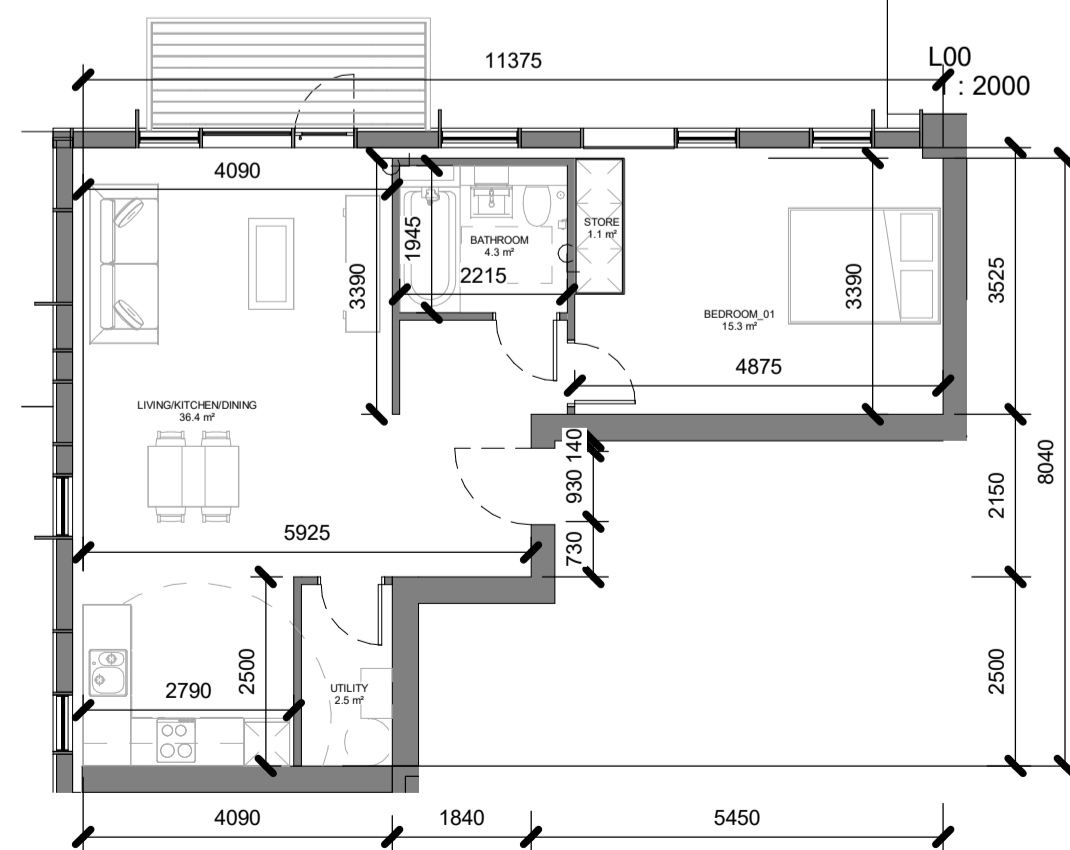 11375
L00
1 : 2000
4090
1945
BATHROOM
4.3 m²
2215
STORE
1.1 m²
3390
3390
3525
BEDROOM_01
15.3 m²
4875
LIVING/KITCHEN/DINING
36.4 m²
140
930
730
8040
2150
5925
2500
2790
UTILITY
2.5 m²
2500
4090
1840
5450